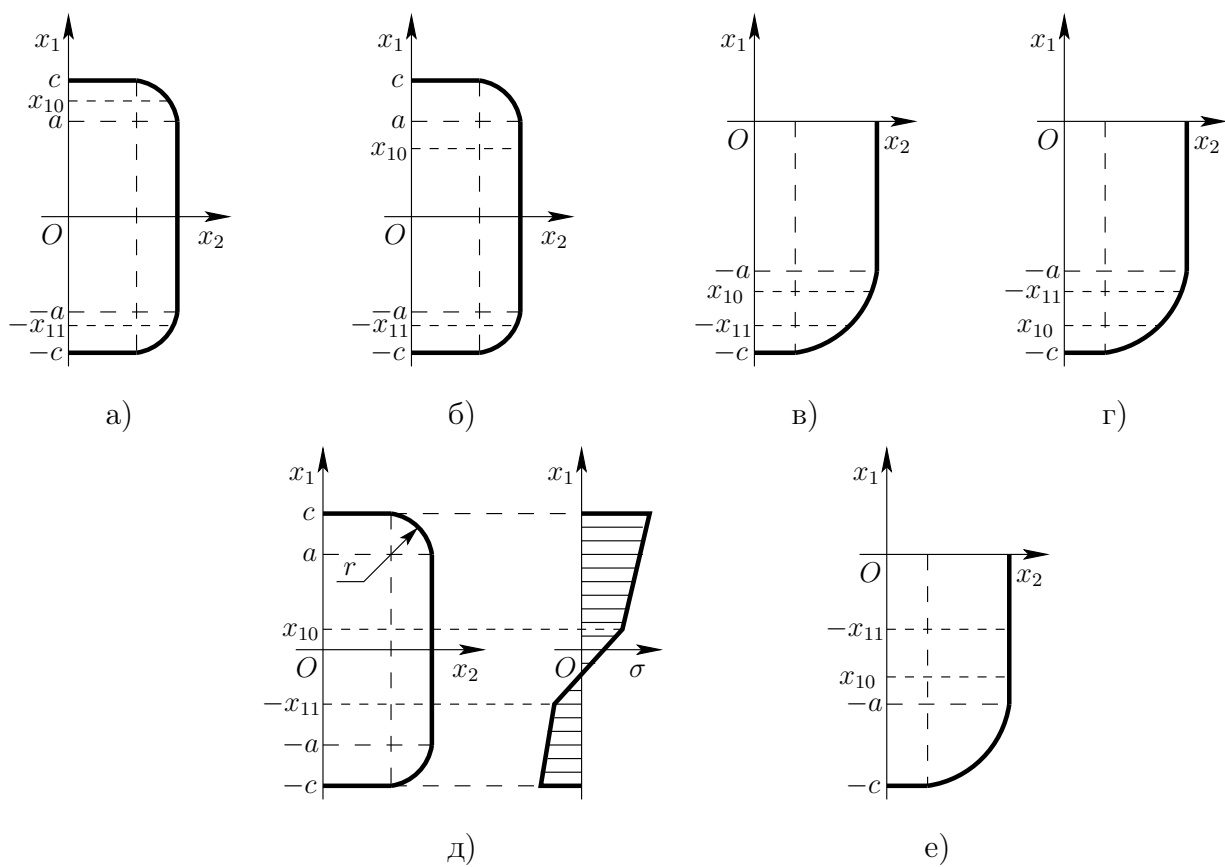 x₁ x₁ x₁ x₁
c c
x₁₀
a a O x₂ O x₂
x₁₀
O x₂ O x₂
−a −a
x₁₀ −x₁₁
−a −a
−x₁₁ −x₁₁ −x₁₁ x₁₀
−c −c −c −c
а) б) в) г)
x₁ x₁ x₁
c
a
r O x₂
x₁₀ −x₁₁
O x₂ O σ x₁₀
−x₁₁ −a
−a
−c −c
д) е)